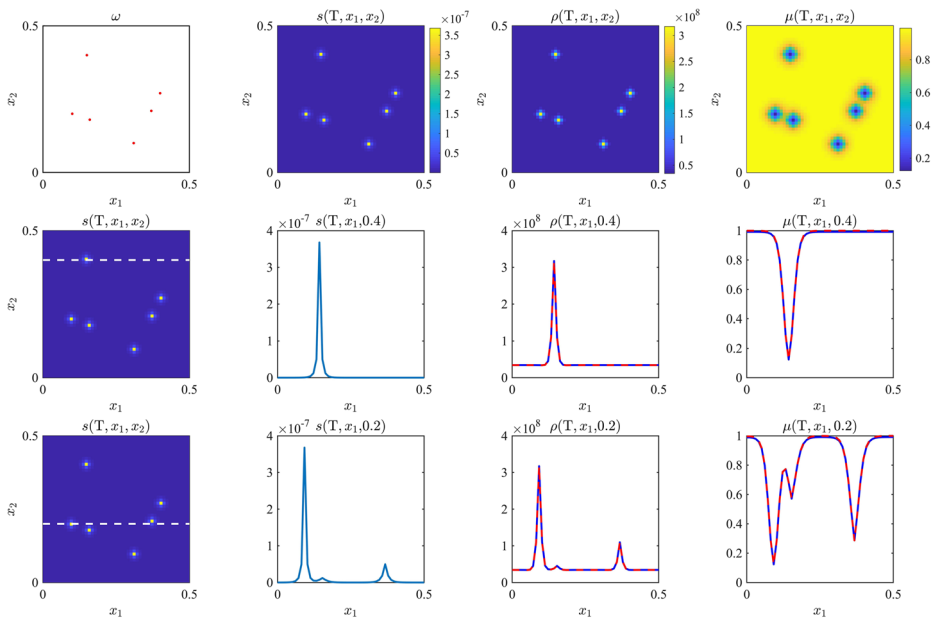 ω
s(T, x₁, x₂)
ρ(T, x₁, x₂)
μ(T, x₁, x₂)
×10⁻⁷
×10⁸
0.5
0
x₂
0
0.5
x₁
0.5
0
x₂
0
0.5
x₁
3.5
3
2.5
2
1.5
1
0.5
0.5
0
x₂
0
0.5
x₁
3
2.5
2
1.5
1
0.5
0.5
0
x₂
0
0.5
x₁
0.8
0.6
0.4
0.2
s(T, x₁, x₂)
0.5
0
x₂
0
0.5
x₁
×10⁻⁷ s(T, x₁,0.4)
4
3
2
1
0
0
0.5
x₁
×10⁸ ρ(T, x₁,0.4)
4
3
2
1
0
0
0.5
x₁
μ(T, x₁, 0.4)
1
0.8
0.6
0.4
0.2
0
0
0.5
x₁
s(T, x₁, x₂)
0.5
0
x₂
0
0.5
x₁
×10⁻⁷ s(T, x₁,0.2)
4
3
2
1
0
0
0.5
x₁
×10⁸ ρ(T, x₁,0.2)
4
3
2
1
0
0
0.5
x₁
μ(T, x₁,0.2)
1
0.8
0.6
0.4
0.2
0
0
0.5
x₁